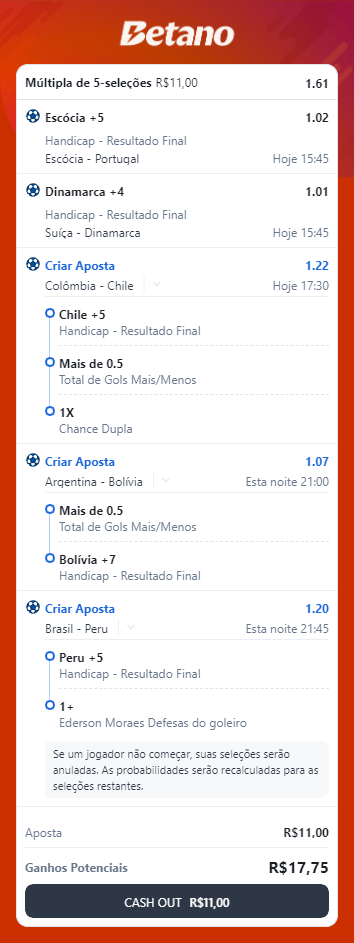 Betano
Múltipla de 5-seleções R$11,00 1.61
Escócia +5 1.02
Handicap - Resultado Final
Escócia - Portugal Hoje 15:45
Dinamarca +4 1.01
Handicap - Resultado Final
Suíça - Dinamarca Hoje 15:45
Criar Aposta 1.22
Colômbia - Chile Hoje 17:30
Chile +5
Handicap - Resultado Final
Mais de 0.5
Total de Gols Mais/Menos
1X
Chance Dupla
Criar Aposta 1.07
Argentina - Bolívia Esta noite 21:00
Mais de 0.5
Total de Gols Mais/Menos
Bolívia +7
Handicap - Resultado Final
Criar Aposta 1.20
Brasil - Peru Esta noite 21:45
Peru +5
Handicap - Resultado Final
1+
Ederson Moraes Defesas do goleiro
Se um jogador não começar, suas seleções serão
anuladas. As probabilidades serão recalculadas para as
seleções restantes.
Aposta R$11,00
Ganhos Potenciais R$17,75
CASH OUT R$11,00